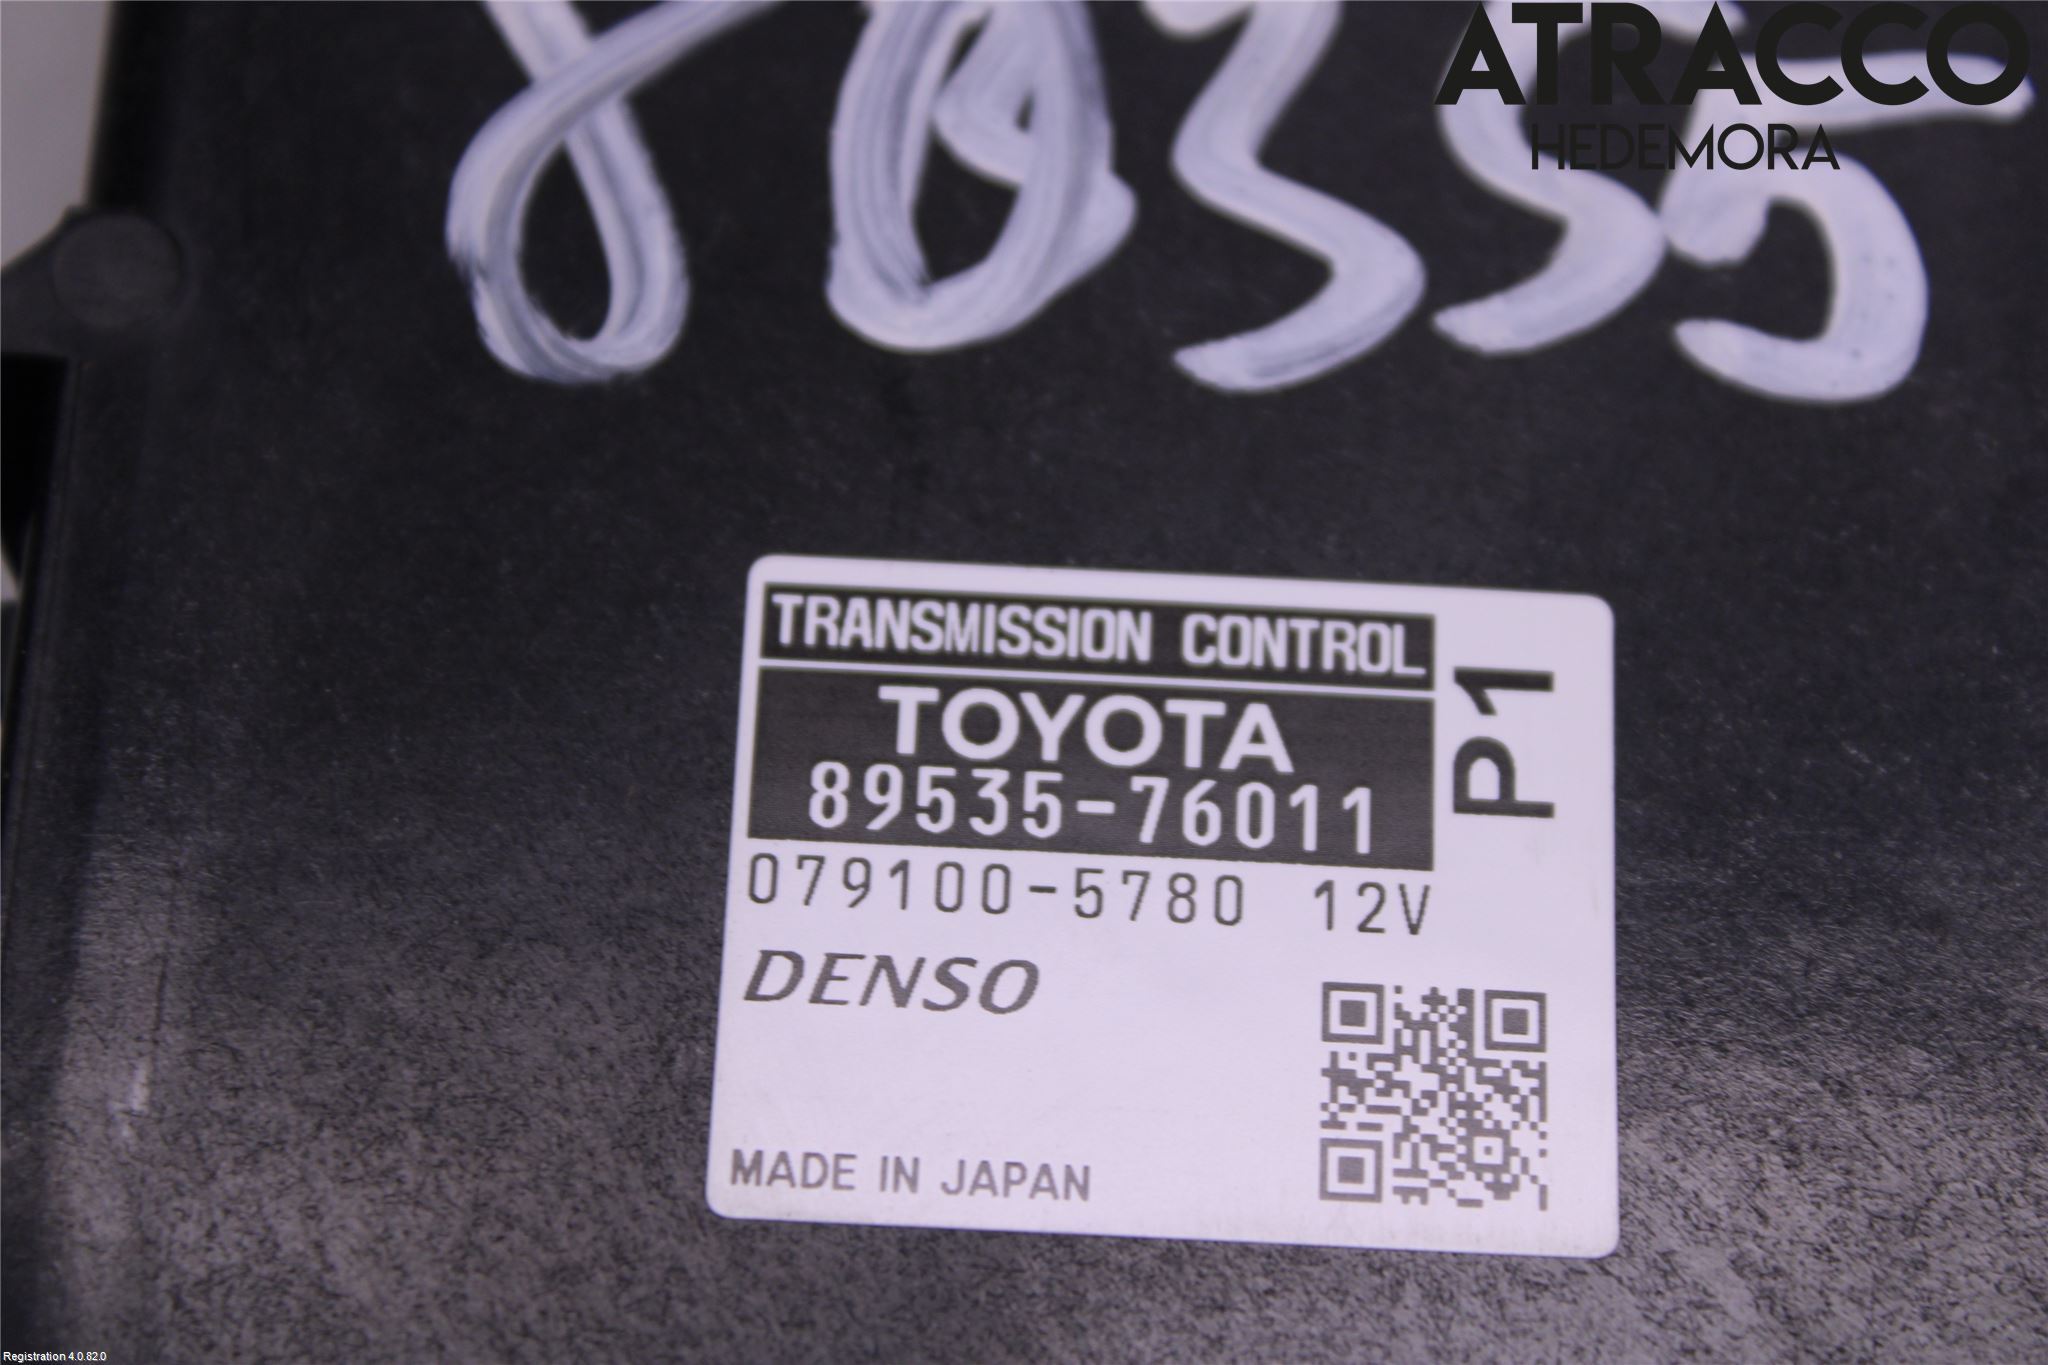 ATRACCO
HEDEMORA
80355
TRANSMISSION CONTROL
TOYOTA
89535-76011
P1
079100-5780 12V
DENSO
MADE IN JAPAN
Registration 4.0.82.0